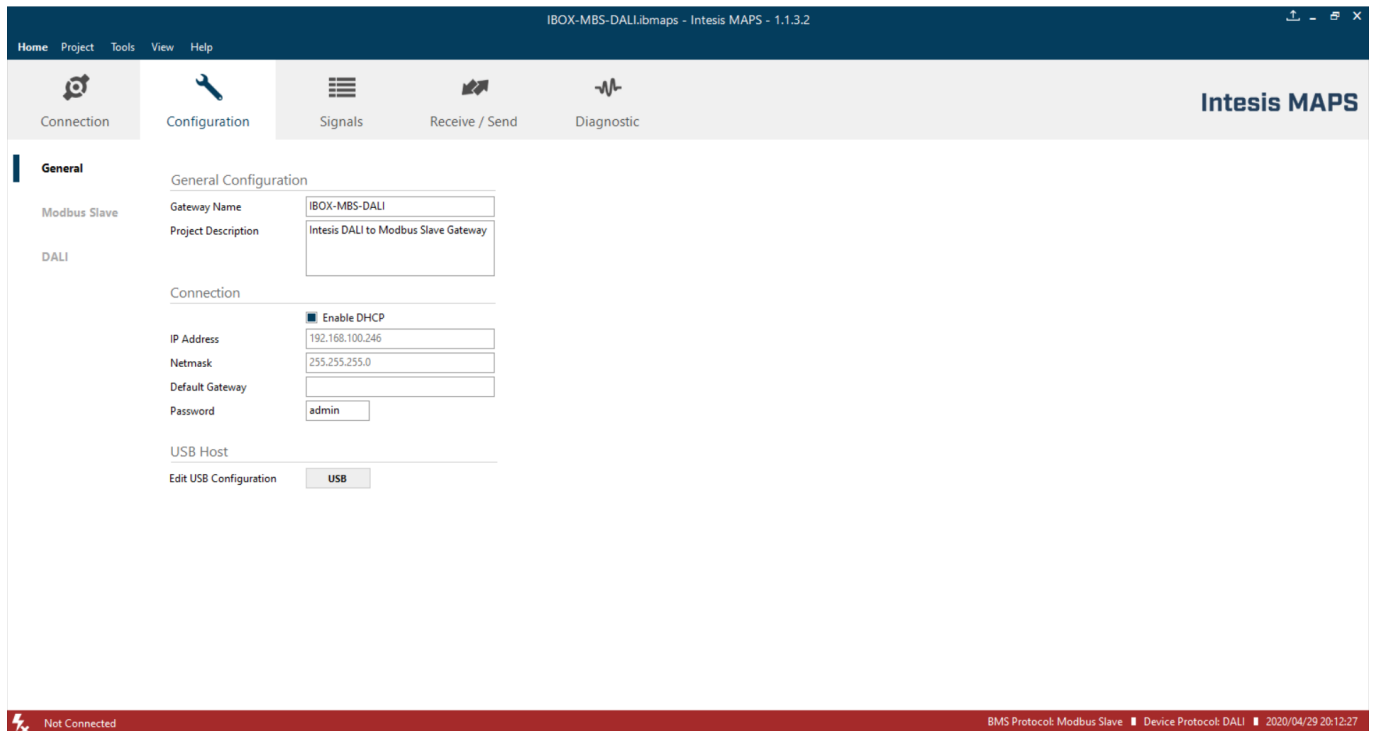 IBOX-MBS-DALI.ibmaps - Intesis MAPS - 1.1.3.2
Home Project Tools View Help
Connection Configuration Signals Receive / Send Diagnostic
Intesis MAPS
General
Modbus Slave
DALI
General Configuration
Gateway Name IBOX-MBS-DALI
Project Description Intesis DALI to Modbus Slave Gateway
Connection
Enable DHCP
IP Address 192.168.100.246
Netmask 255.255.255.0
Default Gateway
Password admin
USB Host
Edit USB Configuration USB
Not Connected BMS Protocol: Modbus Slave Device Protocol: DALI 2020/04/29 20:12:27